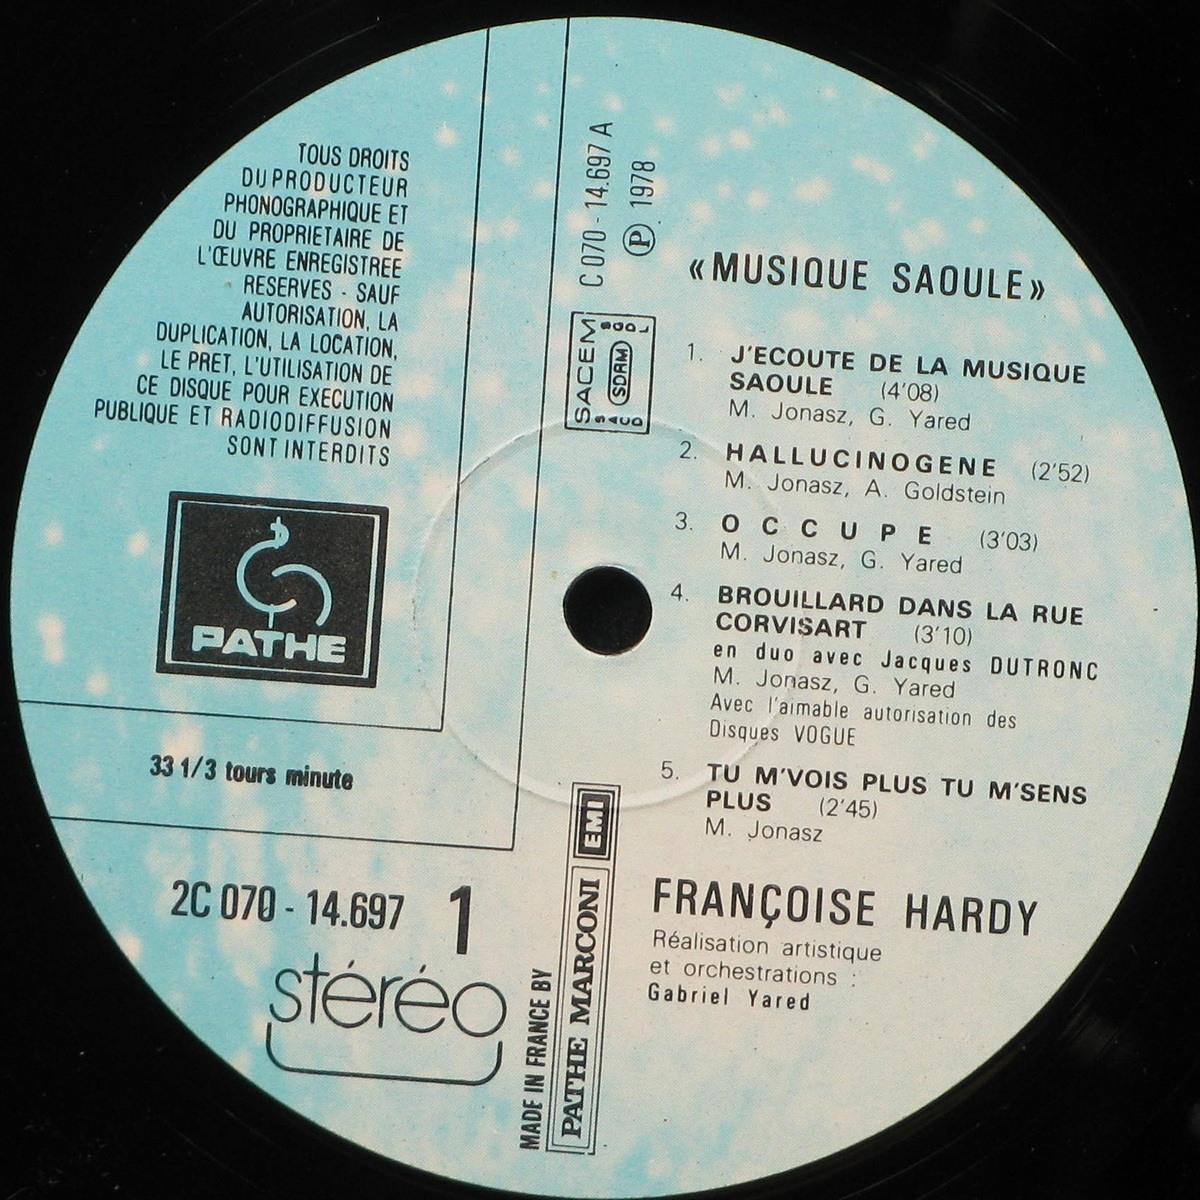 TOUS DROITS
DU PRODUCTEUR
PHONOGRAPHIQUE ET
DU PROPRIETAIRE DE
L'ŒUVRE ENREGISTREE
RESERVES - SAUF
AUTORISATION, LA
DUPLICATION, LA LOCATION,
LE PRET, L'UTILISATION DE
CE DISQUE POUR EXECUTION
PUBLIQUE ET RADIODIFFUSION
SONT INTERDITS
PATHE
33 1/3 tours minute
2C 070 - 14.697 1
stéréo
C 070 - 14.697 A
Ⓟ 1978
SACEM
SDRM
MADE IN FRANCE BY
PATHE MARCONI EMI
«MUSIQUE SAOULE»
1. J'ECOUTE DE LA MUSIQUE
SAOULE (4'08)
M. Jonasz, G. Yared
2. HALLUCINOGENE (2'52)
M. Jonasz, A. Goldstein
3. OCCUPE (3'03)
M. Jonasz, G. Yared
4. BROUILLARD DANS LA RUE
CORVISART (3'10)
en duo avec Jacques DUTRONC
M. Jonasz, G. Yared
Avec l'aimable autorisation des
Disques VOGUE
5. TU M'VOIS PLUS TU M'SENS
PLUS (2'45)
M. Jonasz
FRANÇOISE HARDY
Réalisation artistique
et orchestrations :
Gabriel Yared